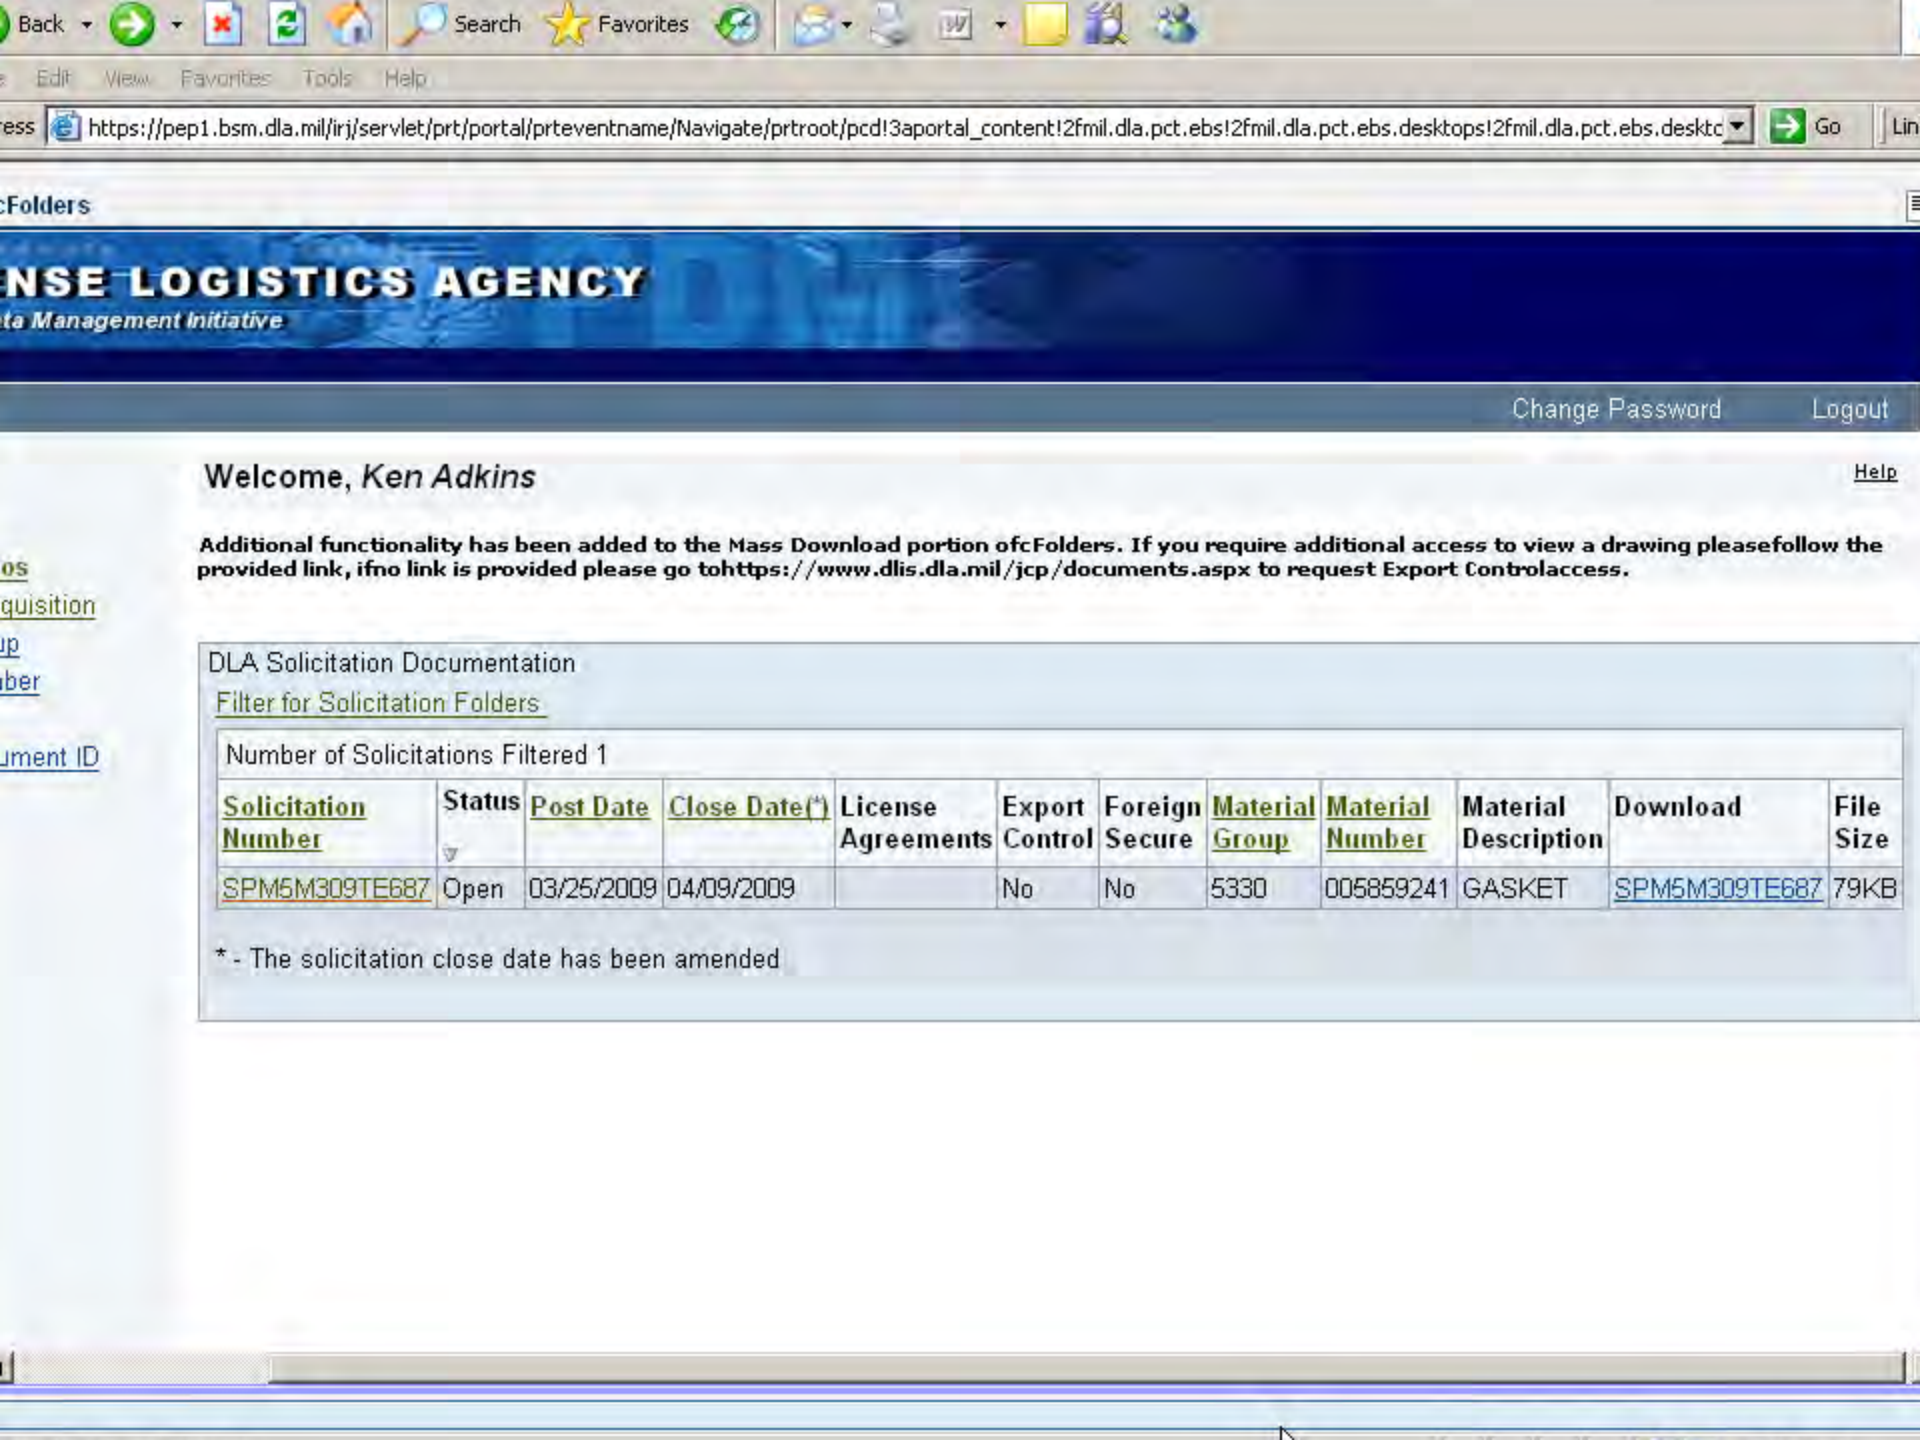 Back Search Favorites
Edit View Favorites Tools Help
ress https://pep1.bsm.dla.mil/irj/servlet/prt/portal/prteventname/Navigate/prtroot/pcd!3aportal_content!2fmil.dla.pct.ebs!2fmil.dla.pct.ebs.desktops!2fmil.dla.pct.ebs.deskto Go Lin
cFolders
NSE LOGISTICS AGENCY
ta Management Initiative
Change Password Logout
Welcome, Ken Adkins Help
Additional functionality has been added to the Mass Download portion ofcFolders. If you require additional access to view a drawing pleasefollow the
provided link, ifno link is provided please go tohttps://www.dlis.dla.mil/jcp/documents.aspx to request Export Controlaccess.
os
quisition
up
ber
ument ID
DLA Solicitation Documentation
Filter for Solicitation Folders
Number of Solicitations Filtered 1
Solicitation Number Status Post Date Close Date(*) License Agreements Export Control Foreign Secure Material Group Material Number Material Description Download File Size
SPM5M309TE687 Open 03/25/2009 04/09/2009 No No 5330 005859241 GASKET SPM5M309TE687 79KB
* - The solicitation close date has been amended